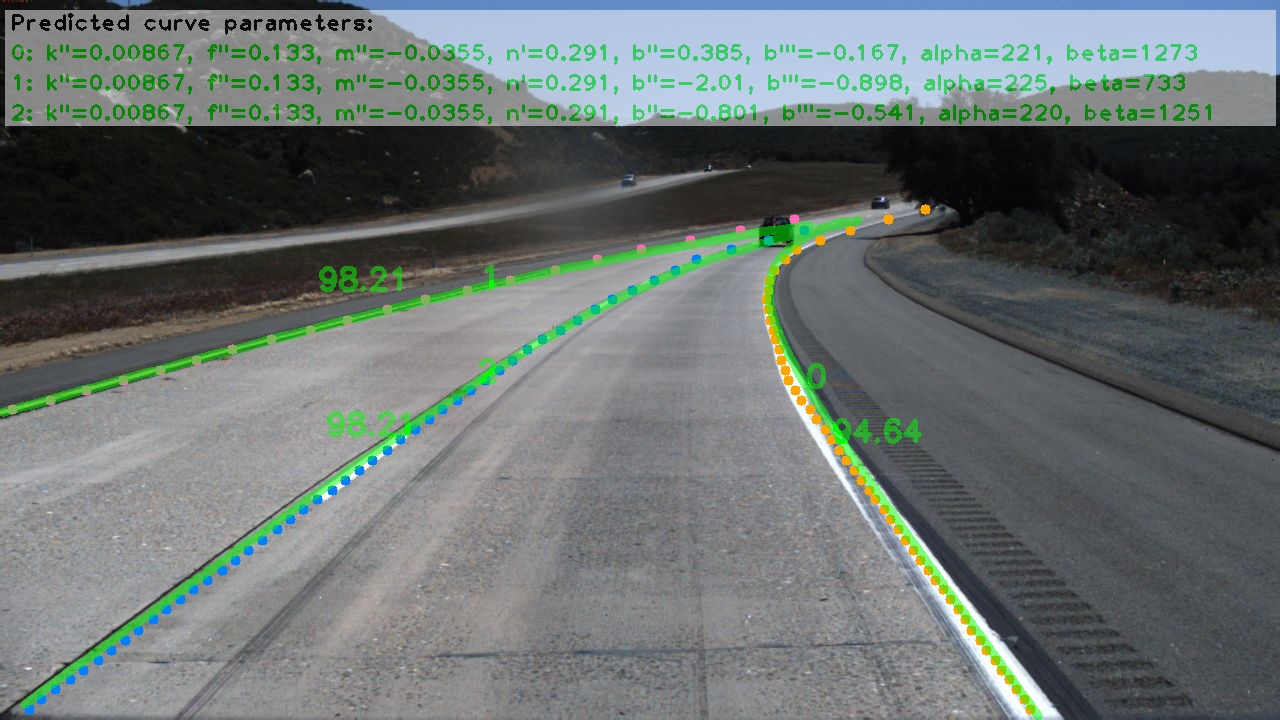 Predicted curve parameters:
0: k''=0.00867, f''=0.133, m''=-0.0355, n'=0.291, b''=0.385, b'''=-0.167, alpha=221, beta=1273
1: k''=0.00867, f''=0.133, m''=-0.0355, n'=0.291, b''=-2.01, b'''=-0.898, alpha=225, beta=733
2: k''=0.00867, f''=0.133, m''=-0.0355, n'=0.291, b''=-0.801, b'''=-0.541, alpha=220, beta=1251
98.21 1
2
0
98.21
94.64